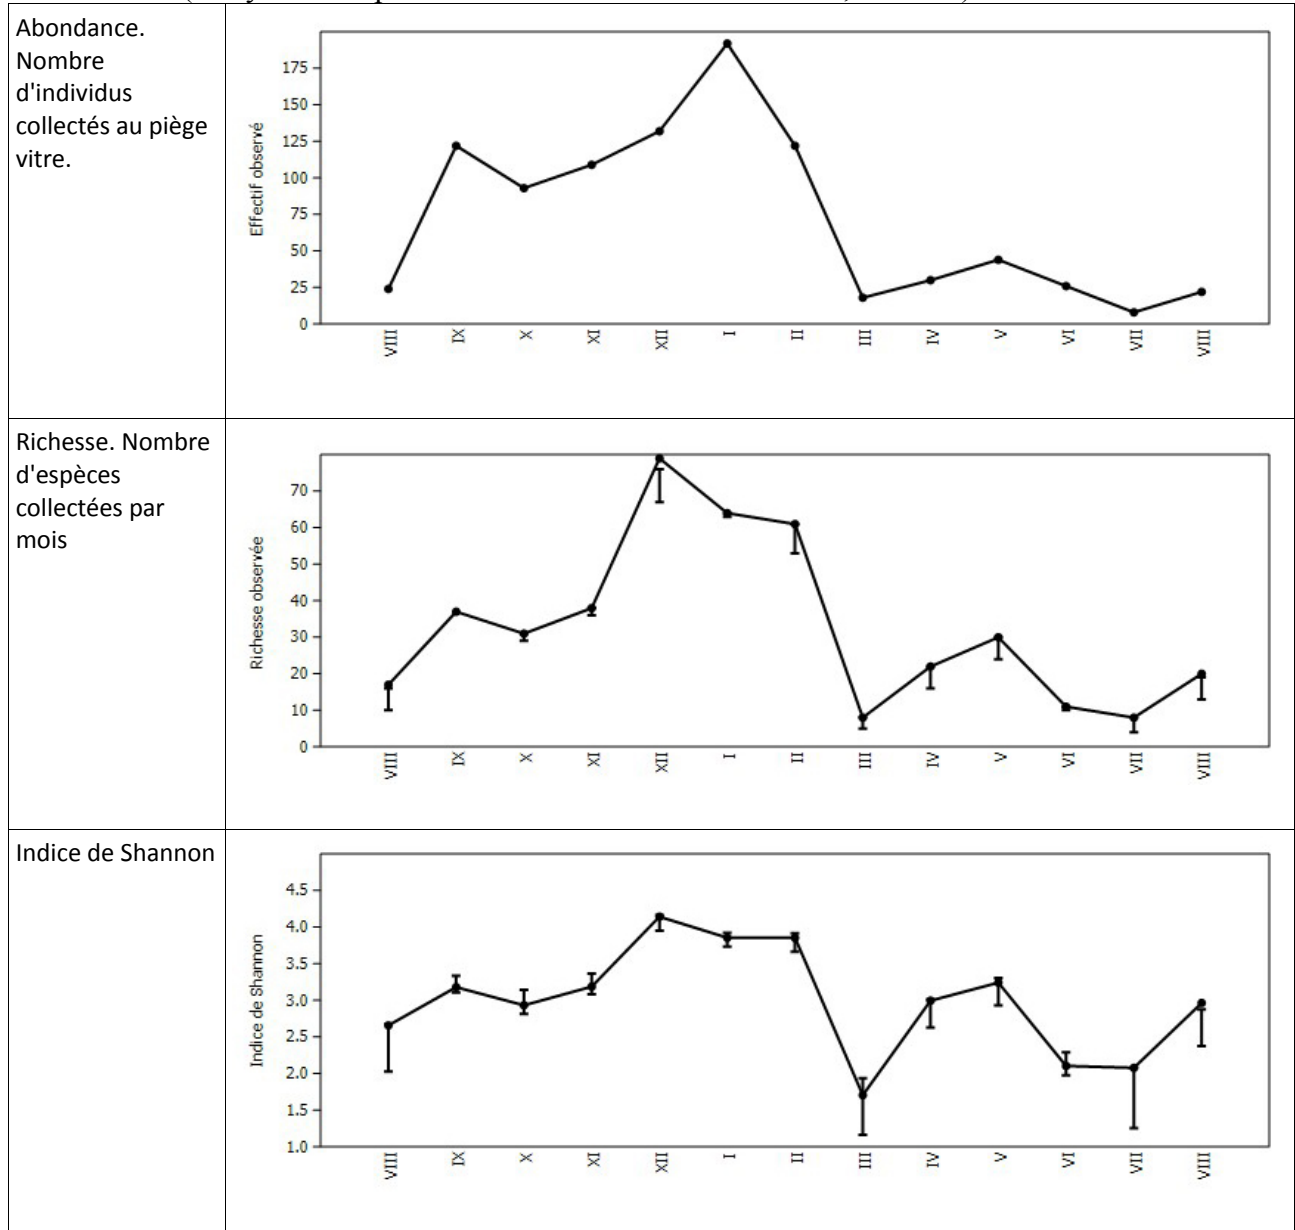 Abondance.
Nombre
d'individus
collectés au piège
vitre.
Effectif observé
175
150
125
100
75
50
25
0
VIII
IX
X
XI
XII
I
II
III
IV
V
VI
VII
VIII
Richesse. Nombre
d'espèces
collectées par
mois
Richesse observée
70
60
50
40
30
20
10
0
VIII
IX
X
XI
XII
I
II
III
IV
V
VI
VII
VIII
Indice de Shannon
Indice de Shannon
4.5
4.0
3.5
3.0
2.5
2.0
1.5
1.0
VIII
IX
X
XI
XII
I
II
III
IV
V
VI
VII
VIII